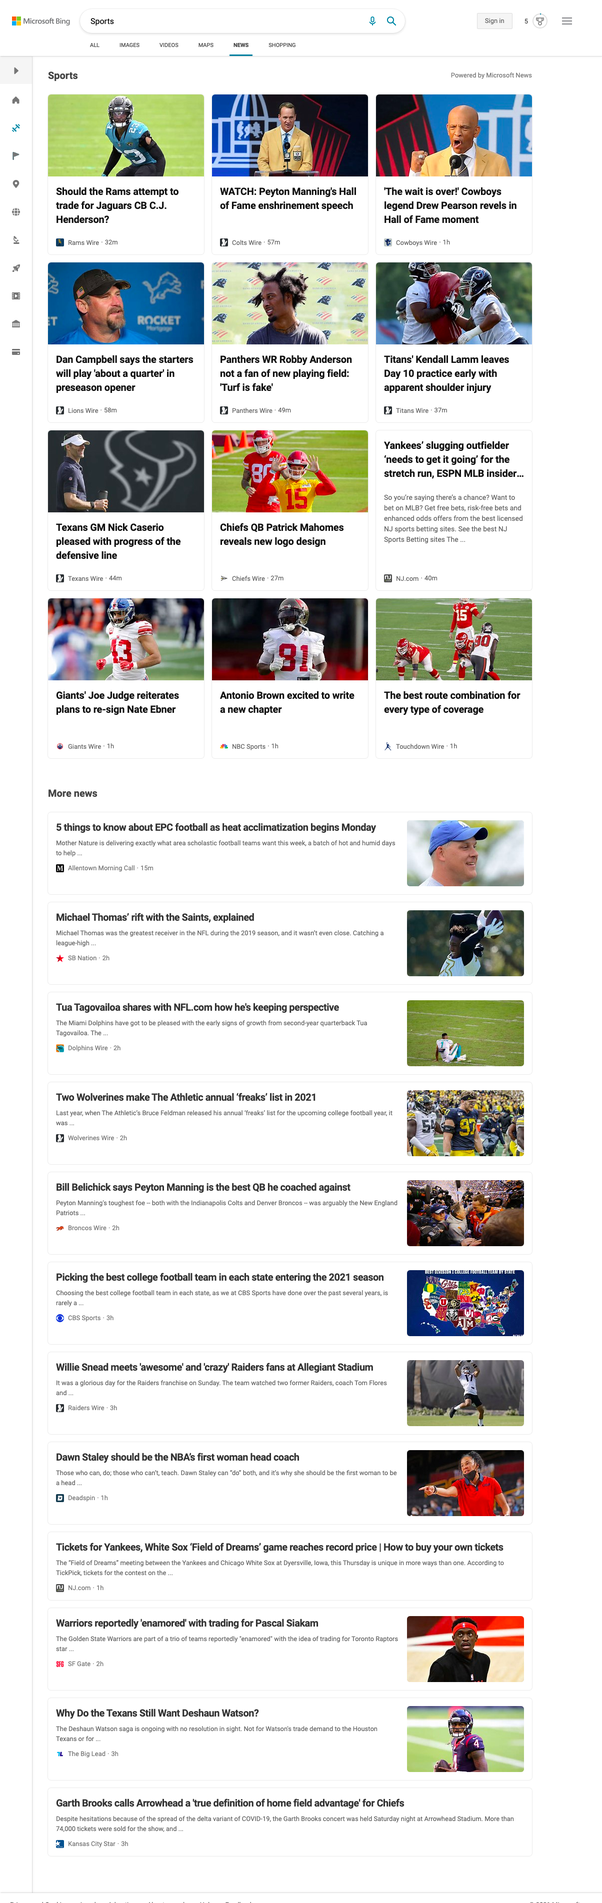 Microsoft Bing
Sports
Sign in
5
ALL IMAGES VIDEOS MAPS NEWS SHOPPING
Sports
Powered by Microsoft News
Should the Rams attempt to
trade for Jaguars CB C.J.
Henderson?
Rams Wire · 32m
WATCH: Peyton Manning's Hall
of Fame enshrinement speech
Colts Wire · 57m
'The wait is over!' Cowboys
legend Drew Pearson revels in
Hall of Fame moment
Cowboys Wire · 1h
ROCKET
Mortgage
Dan Campbell says the starters
will play 'about a quarter' in
preseason opener
Lions Wire · 58m
Panthers WR Robby Anderson
not a fan of new playing field:
'Turf is fake'
Panthers Wire · 49m
Titans' Kendall Lamm leaves
Day 10 practice early with
apparent shoulder injury
Titans Wire · 37m
Texans GM Nick Caserio
pleased with progress of the
defensive line
Texans Wire · 44m
15
Chiefs QB Patrick Mahomes
reveals new logo design
Chiefs Wire · 27m
Yankees’ slugging outfielder
‘needs to get it going’ for the
stretch run, ESPN MLB insider...
So you're saying there's a chance? Want to
bet on MLB? Get free bets, risk-free bets and
enhanced odds offers from the best licensed
NJ sports betting sites. See the best NJ
Sports Betting sites The ...
NJ.com · 40m
13
Giants' Joe Judge reiterates
plans to re-sign Nate Ebner
Giants Wire · 1h
81
Antonio Brown excited to write
a new chapter
NBC Sports · 1h
15
30
The best route combination for
every type of coverage
Touchdown Wire · 1h
More news
5 things to know about EPC football as heat acclimatization begins Monday
Mother Nature is delivering exactly what area scholastic football teams want this week, a batch of hot and humid days
to help ...
Allentown Morning Call · 15m
Michael Thomas’ rift with the Saints, explained
Michael Thomas was the greatest receiver in the NFL during the 2019 season, and it wasn't even close. Catching a
league-high ...
SB Nation · 2h
Tua Tagovailoa shares with NFL.com how he's keeping perspective
The Miami Dolphins have got to be pleased with the early signs of growth from second-year quarterback Tua
Tagovailoa. The ...
Dolphins Wire · 2h
Two Wolverines make The Athletic annual ‘freaks’ list in 2021
Last year, when The Athletic's Bruce Feldman released his annual 'freaks' list for the upcoming college football year, it
was ...
Wolverines Wire · 2h
97
Bill Belichick says Peyton Manning is the best QB he coached against
Peyton Manning's toughest foe – both with the Indianapolis Colts and Denver Broncos – was arguably the New England
Patriots ...
Broncos Wire · 2h
Picking the best college football team in each state entering the 2021 season
Choosing the best college football team in each state, as we at CBS Sports have done over the past several years, is
rarely a ...
CBS Sports · 3h
Willie Snead meets 'awesome' and 'crazy' Raiders fans at Allegiant Stadium
It was a glorious day for the Raiders franchise on Sunday. The team watched two former Raiders, coach Tom Flores
and ...
Raiders Wire · 3h
Dawn Staley should be the NBA’s first woman head coach
Those who can, do; those who can't, teach. Dawn Staley can “do” both, and it's why she should be the first woman to be
a head ...
Deadspin · 1h
Tickets for Yankees, White Sox ‘Field of Dreams’ game reaches record price | How to buy your own tickets
The “Field of Dreams” meeting between the Yankees and Chicago White Sox at Dyersville, Iowa, this Thursday is unique in more ways than one. According to
TickPick, tickets for the contest on the ...
NJ.com · 1h
Warriors reportedly 'enamored' with trading for Pascal Siakam
The Golden State Warriors are part of a trio of teams reportedly "enamored" with the idea of trading for Toronto Raptors
star ...
SF Gate · 2h
Why Do the Texans Still Want Deshaun Watson?
The Deshaun Watson saga is ongoing with no resolution in sight. Not for Watson's trade demand to the Houston
Texans or for ...
The Big Lead · 3h
4
Garth Brooks calls Arrowhead a 'true definition of home field advantage' for Chiefs
Despite hesitations because of the spread of the delta variant of COVID-19, the Garth Brooks concert was held Saturday night at Arrowhead Stadium. More than
74,000 tickets were sold for the show, and ...
Kansas City Star · 3h